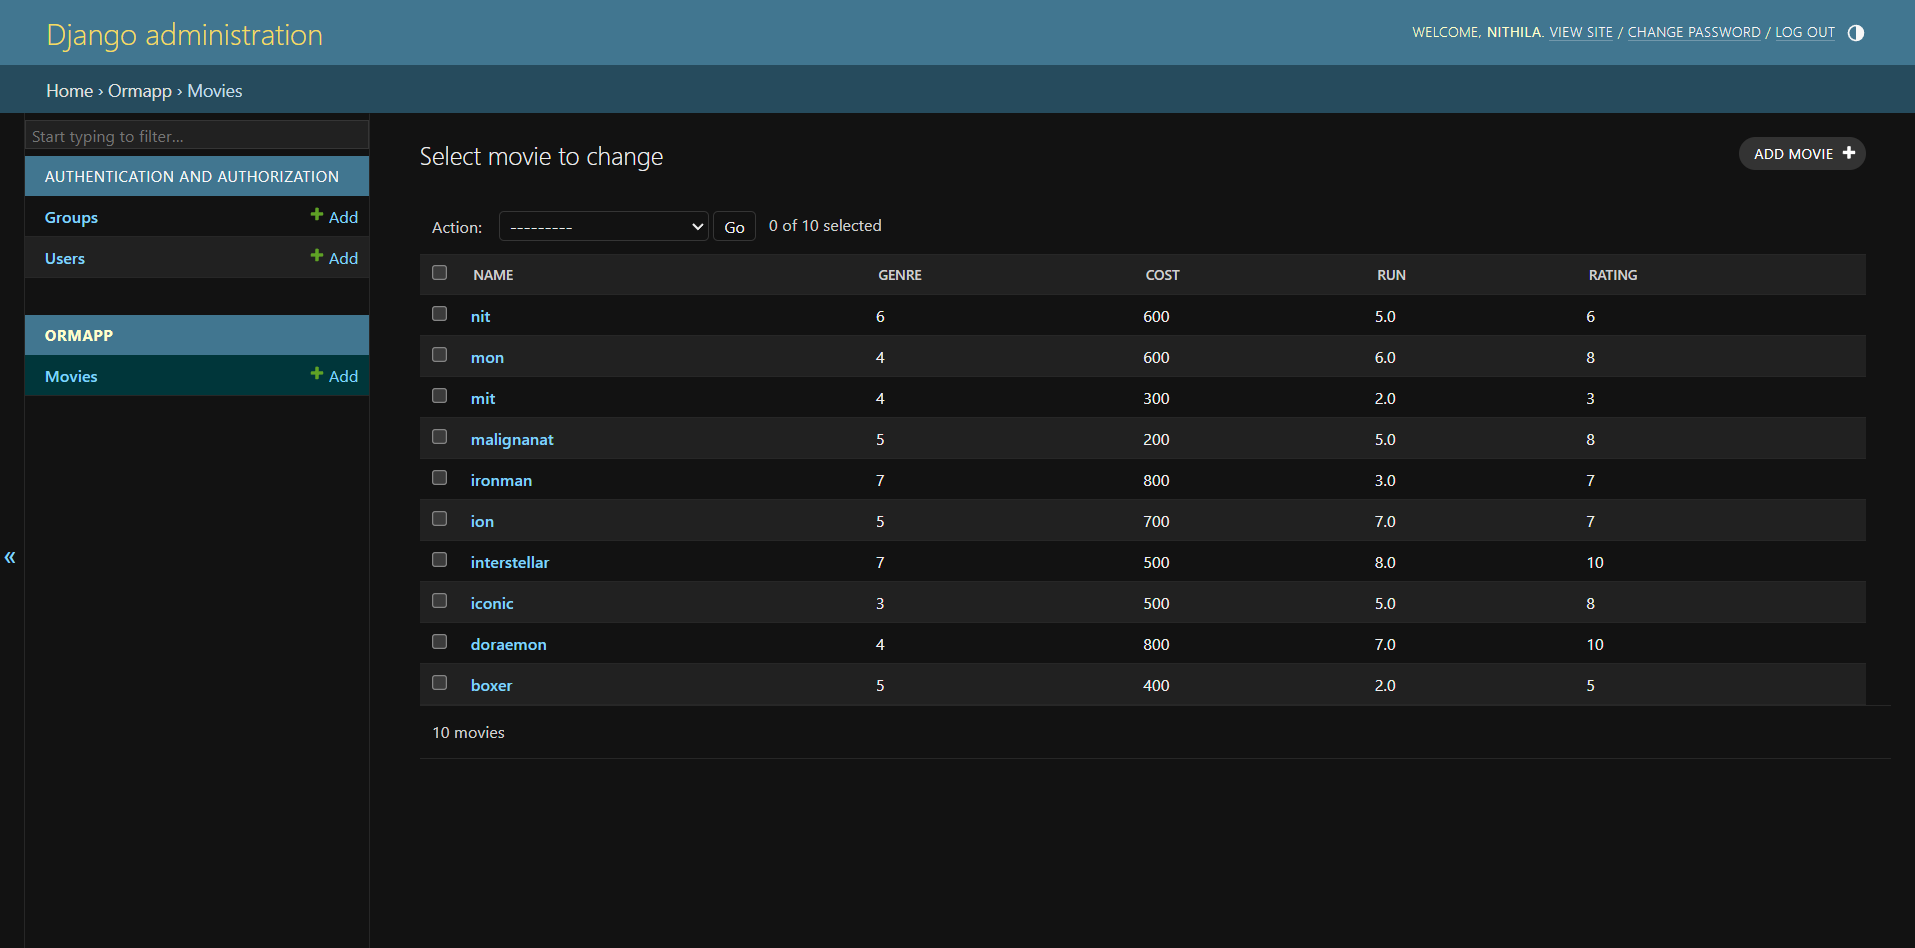 Django administration
WELCOME, NITHILA. VIEW SITE / CHANGE PASSWORD / LOG OUT
Home › Ormapp › Movies
Start typing to filter...
AUTHENTICATION AND AUTHORIZATION
Groups + Add
Users + Add
ORMAPP
Movies + Add
«
Select movie to change
ADD MOVIE +
Action: --------- Go 0 of 10 selected
NAME GENRE COST RUN RATING
nit 6 600 5.0 6
mon 4 600 6.0 8
mit 4 300 2.0 3
malignanat 5 200 5.0 8
ironman 7 800 3.0 7
ion 5 700 7.0 7
interstellar 7 500 8.0 10
iconic 3 500 5.0 8
doraemon 4 800 7.0 10
boxer 5 400 2.0 5
10 movies